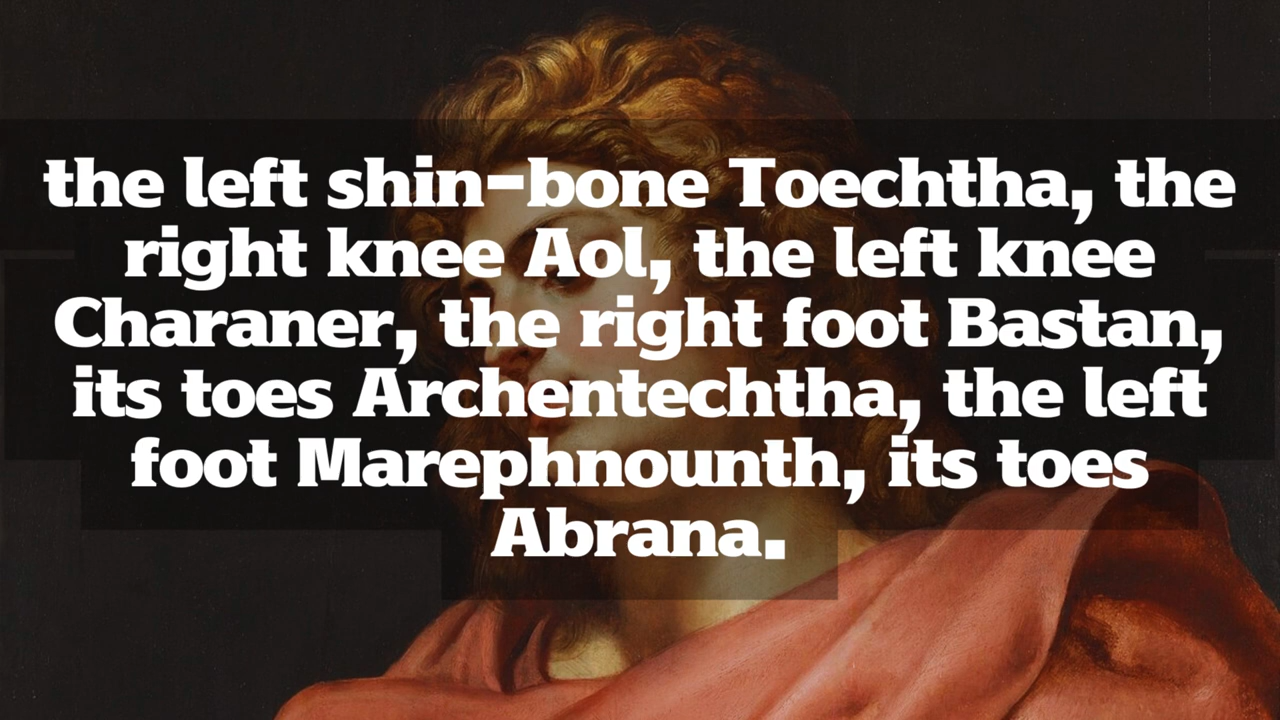 the left shin-bone Toechtha, the
right knee Aol, the left knee
Charaner, the right foot Bastan,
its toes Archentechtha, the left
foot Marephnounth, its toes
Abrana.